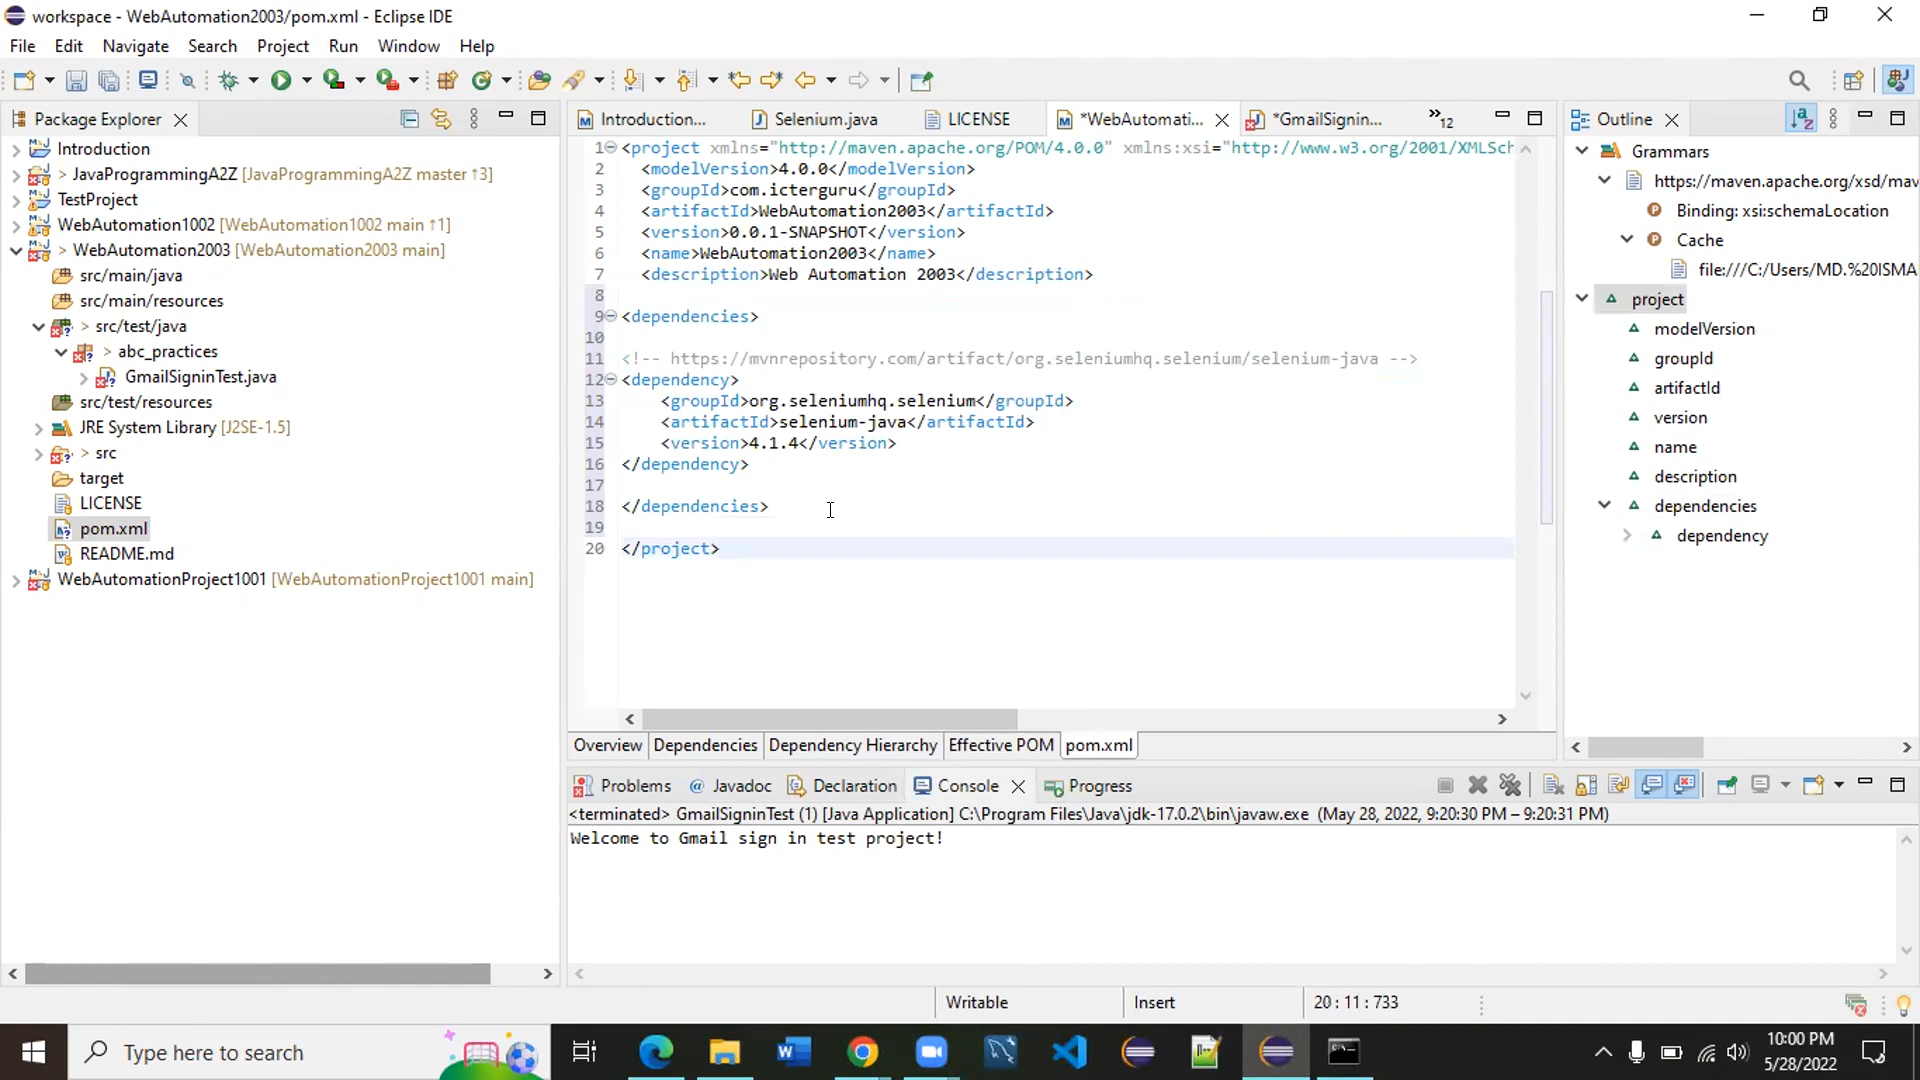 workspace - WebAutomation2003/pom.xml - Eclipse IDE
File Edit Navigate Search Project Run Window Help
Package Explorer
Introduction
> JavaProgrammingA2Z [JavaProgrammingA2Z master ↑3]
TestProject
WebAutomation1002 [WebAutomation1002 main ↑1]
> WebAutomation2003 [WebAutomation2003 main]
src/main/java
src/main/resources
> src/test/java
> abc_practices
GmailSigninTest.java
src/test/resources
JRE System Library [J2SE-1.5]
> src
target
LICENSE
pom.xml
README.md
WebAutomationProject1001 [WebAutomationProject1001 main]
Introduction... Selenium.java LICENSE *WebAutomati... *GmailSignin... »12
1 <project xmlns="http://maven.apache.org/POM/4.0.0" xmlns:xsi="http://www.w3.org/2001/XMLSch
2 <modelVersion>4.0.0</modelVersion>
3 <groupId>com.icterguru</groupId>
4 <artifactId>WebAutomation2003</artifactId>
5 <version>0.0.1-SNAPSHOT</version>
6 <name>WebAutomation2003</name>
7 <description>Web Automation 2003</description>
8
9 <dependencies>
10
11 <!-- https://mvnrepository.com/artifact/org.seleniumhq.selenium/selenium-java -->
12 <dependency>
13 <groupId>org.seleniumhq.selenium</groupId>
14 <artifactId>selenium-java</artifactId>
15 <version>4.1.4</version>
16 </dependency>
17
18 </dependencies>
19
20 </project>
Overview Dependencies Dependency Hierarchy Effective POM pom.xml
Outline
Grammars
https://maven.apache.org/xsd/mav
Binding: xsi:schemaLocation
Cache
file:///C:/Users/MD.%20ISMA
project
modelVersion
groupId
artifactId
version
name
description
dependencies
dependency
Problems @ Javadoc Declaration Console Progress
<terminated> GmailSigninTest (1) [Java Application] C:\Program Files\Java\jdk-17.0.2\bin\javaw.exe (May 28, 2022, 9:20:30 PM – 9:20:31 PM)
Welcome to Gmail sign in test project!
Writable Insert 20 : 11 : 733
Type here to search
10:00 PM
5/28/2022